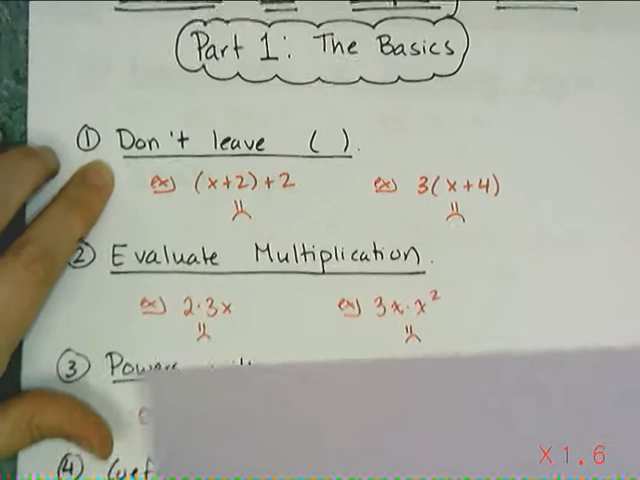 Part 1: The Basics
① Don't leave ( ).
ex) (x+2)+2 ex) 3(x+4)
② Evaluate Multiplication.
ex) 2·3x ex) 3x·x²
③
④
X1.6